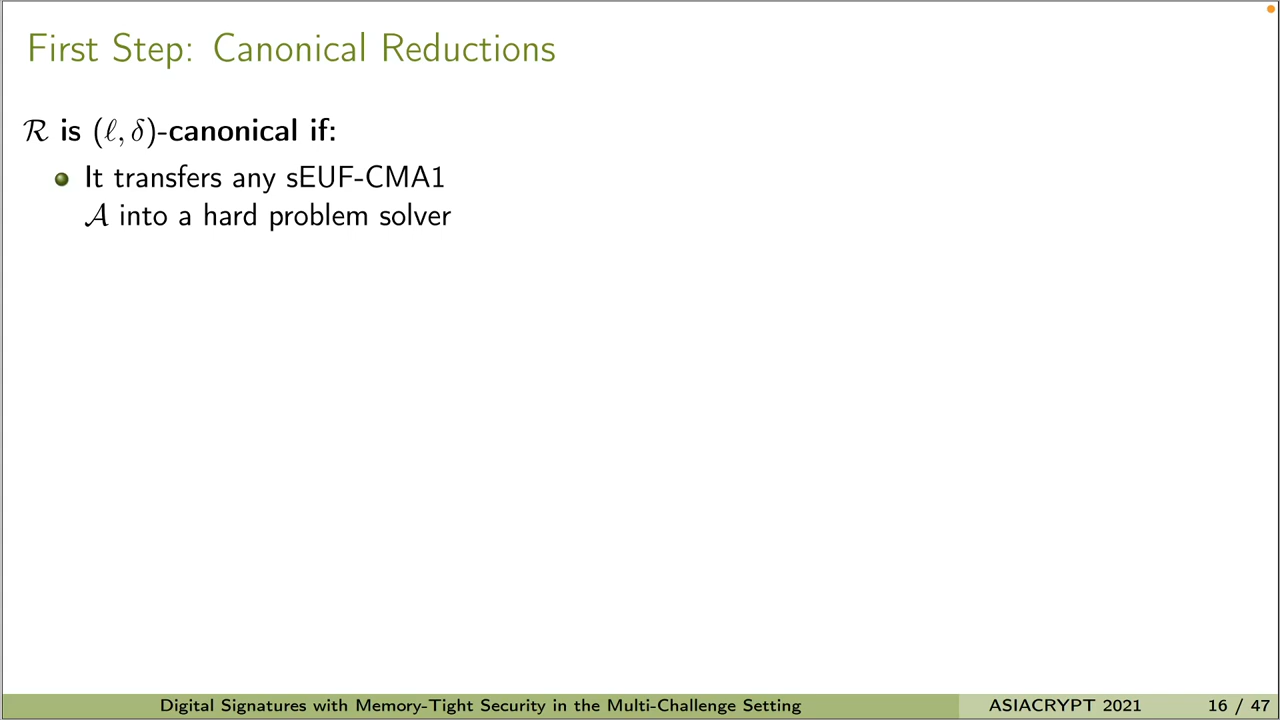 First Step: Canonical Reductions
ℛ is (ℓ, δ)-canonical if:
It transfers any sEUF-CMA1
𝒜 into a hard problem solver
Digital Signatures with Memory-Tight Security in the Multi-Challenge Setting
ASIACRYPT 2021
16 / 47